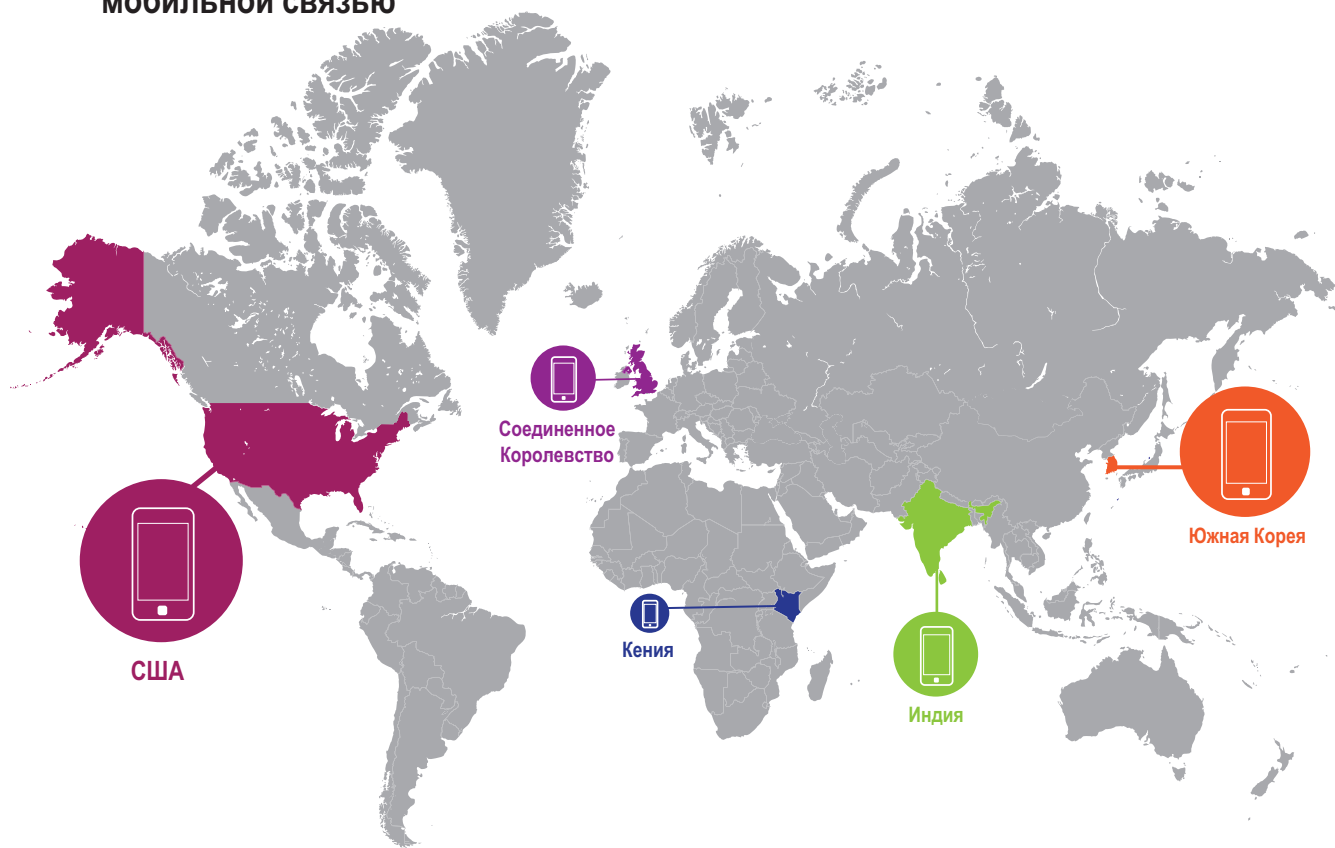 мобильной связью
Соединенное
Королевство
Южная Корея
Кения
США
Индия